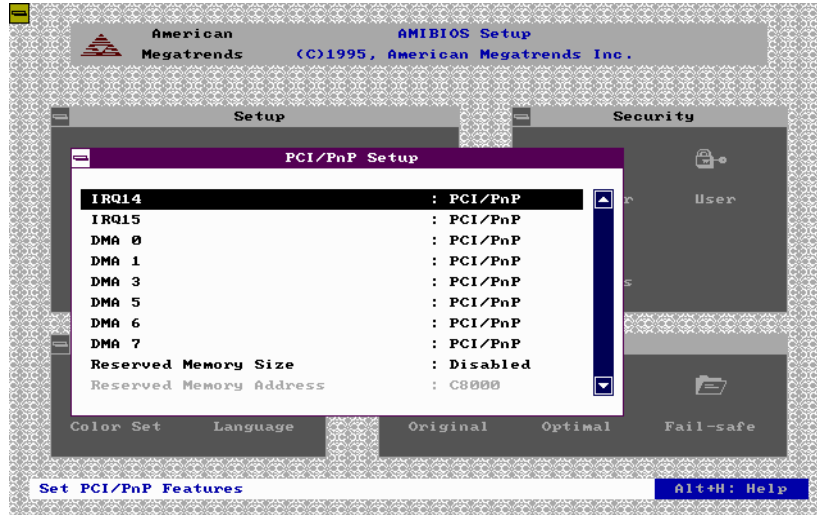 American Megatrends
AMIBIOS Setup
(C)1995, American Megatrends Inc.
Setup
Security
PCI/PnP Setup
IRQ14 : PCI/PnP
IRQ15 : PCI/PnP
DMA 0 : PCI/PnP
DMA 1 : PCI/PnP
DMA 3 : PCI/PnP
DMA 5 : PCI/PnP
DMA 6 : PCI/PnP
DMA 7 : PCI/PnP
Reserved Memory Size : Disabled
Reserved Memory Address : C8000
User
Color Set Language
Original Optimal Fail-safe
Set PCI/PnP Features
Alt+H: Help